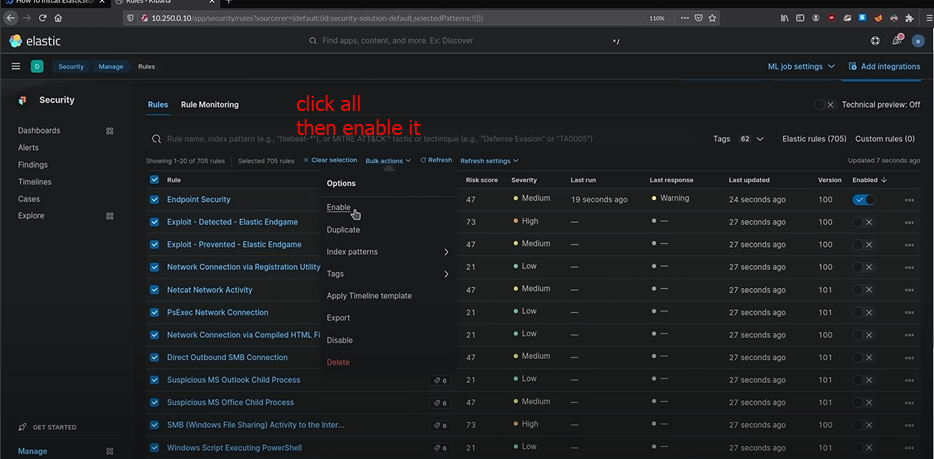 How To Install Elasticsea
Kibana
10.250.0.10/app/security/rules?sourcerer=(default:(id:security-solution-default,selectedPatterns:!()))
110%
elastic
Find apps, content, and more. Ex: Discover
^/
e
D
Security
Manage
Rules
ML job settings
Add integrations
Security
Dashboards
Alerts
Findings
Timelines
Cases
Explore
GET STARTED
Manage
Rules
Rule Monitoring
click all
then enable it
Technical preview: Off
Rule name, index pattern (e.g., "filebeat-*"), or MITRE ATT&CK™ tactic or technique (e.g., "Defense Evasion" or "TA0005")
Tags 62
Elastic rules (705)
Custom rules (0)
Showing 1-20 of 705 rules
Selected 705 rules
Clear selection
Bulk actions
Refresh
Refresh settings
Updated 7 seconds ago
Options
Enable
Duplicate
Index patterns
Tags
Apply Timeline template
Export
Disable
Delete
Rule Risk score Severity Last run Last response Last updated Version Enabled
Endpoint Security 47 Medium 19 seconds ago Warning 24 seconds ago 100
Exploit - Detected - Elastic Endgame 73 High — — 27 seconds ago 100
Exploit - Prevented - Elastic Endgame 47 Medium — — 27 seconds ago 100
Network Connection via Registration Utility 21 Low — — 27 seconds ago 100
Netcat Network Activity 47 Medium — — 27 seconds ago 101
PsExec Network Connection 21 Low — — 27 seconds ago 101
Network Connection via Compiled HTML Fi 21 Low — — 27 seconds ago 100
Direct Outbound SMB Connection 47 Medium — — 27 seconds ago 101
Suspicious MS Outlook Child Process 6 21 Low — — 27 seconds ago 101
Suspicious MS Office Child Process 6 47 Medium — — 27 seconds ago 101
SMB (Windows File Sharing) Activity to the Inter... 6 73 High — — 27 seconds ago 100
Windows Script Executing PowerShell 6 21 Low — — 27 seconds ago 101